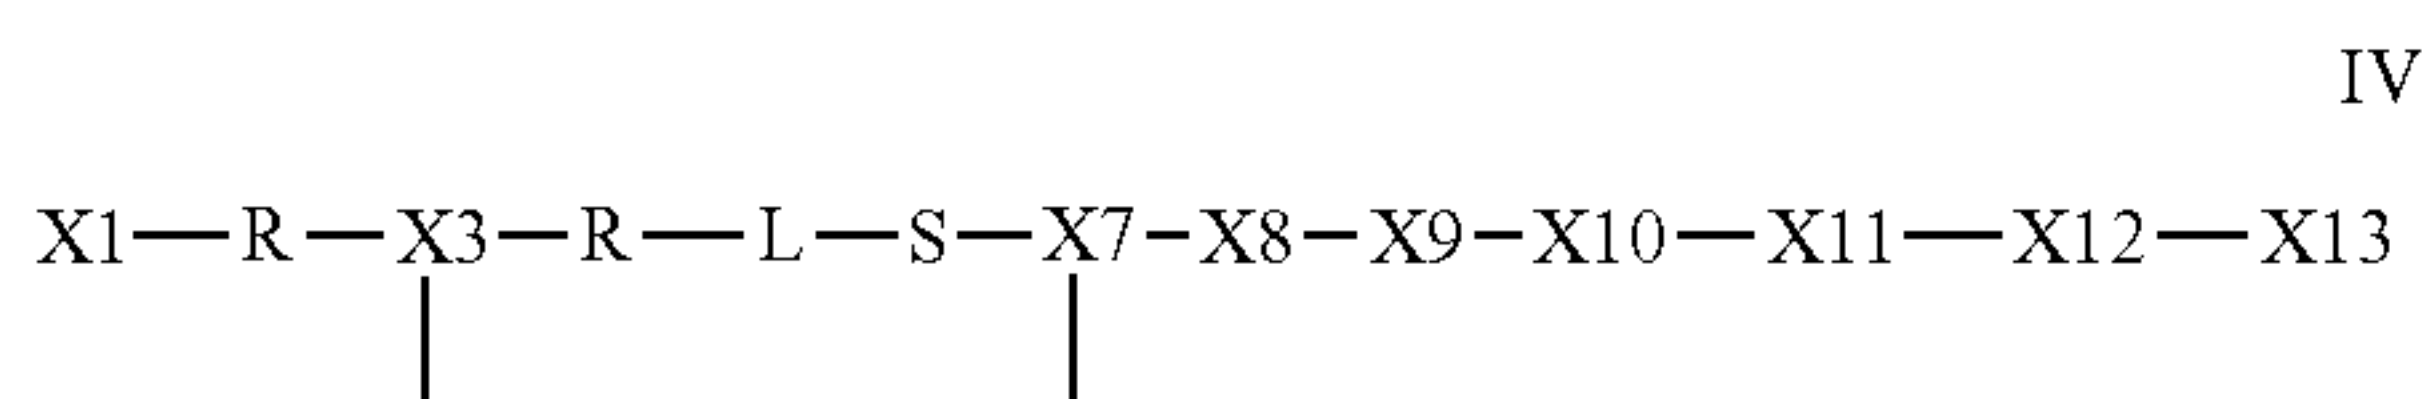 IV
X1—R—X3—R—L—S—X7—X8—X9—X10—X11—X12—X13